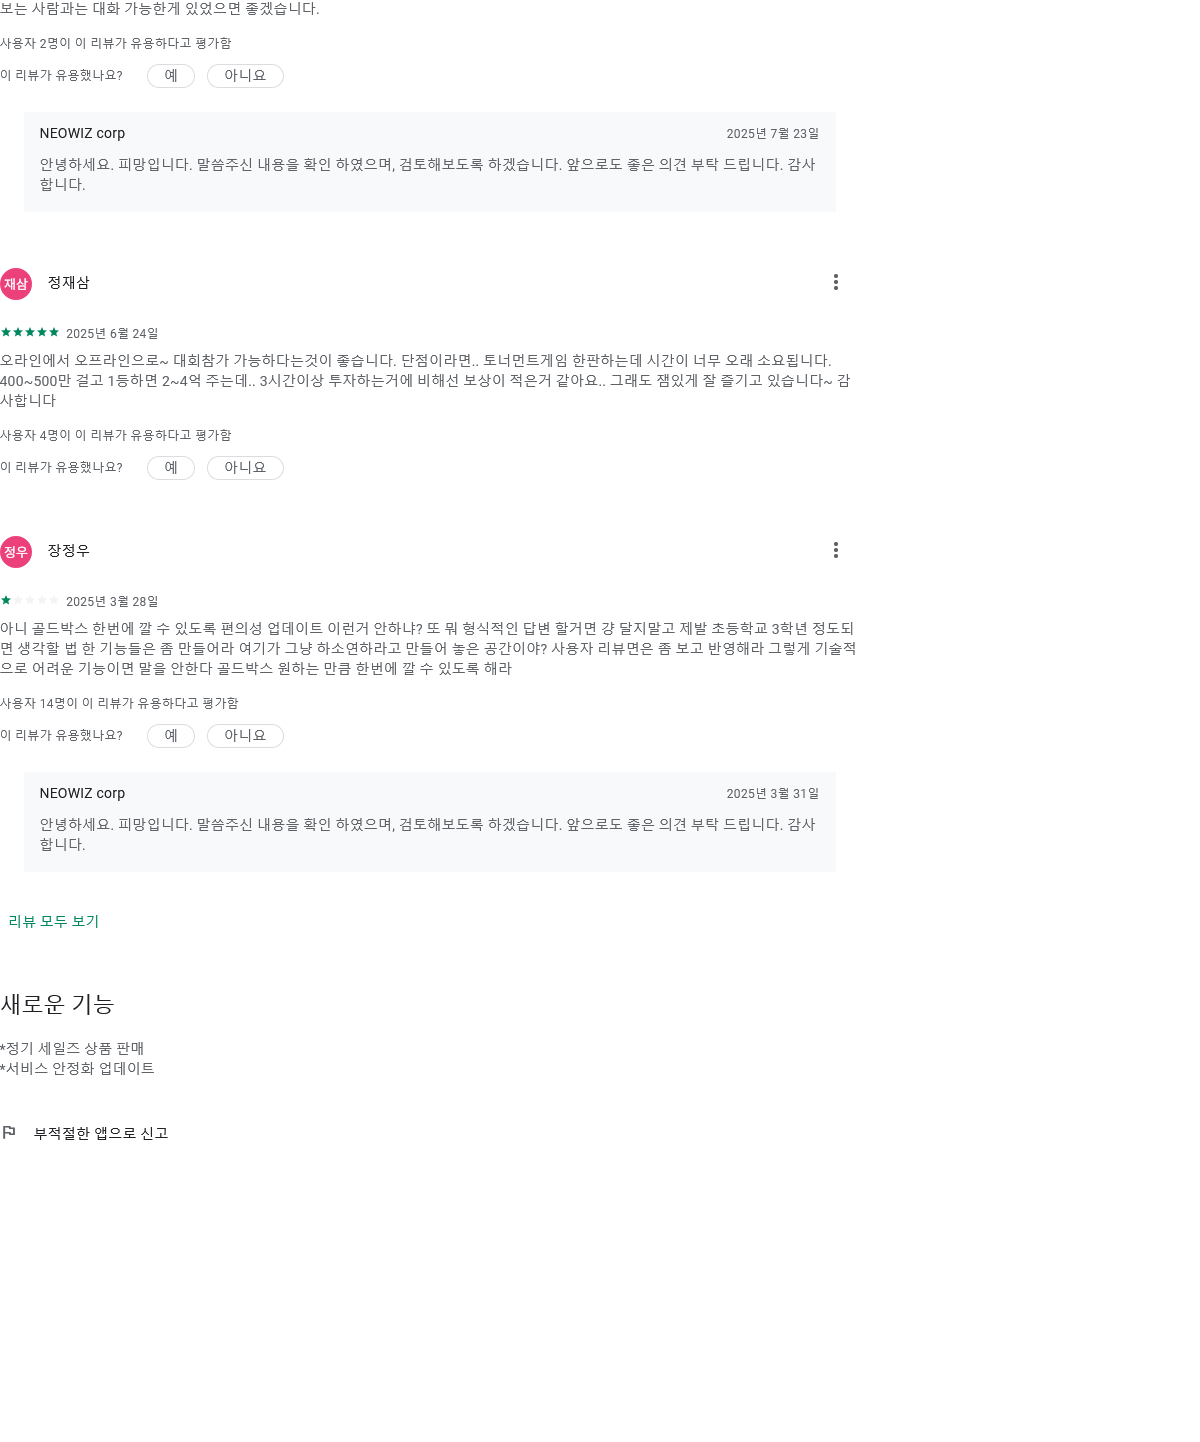 보는 사람과는 대화 가능한게 있었으면 좋겠습니다.
사용자 2명이 이 리뷰가 유용하다고 평가함
이 리뷰가 유용했나요? 예 아니요
NEOWIZ corp 2025년 7월 23일
안녕하세요. 피망입니다. 말씀주신 내용을 확인 하였으며, 검토해보도록 하겠습니다. 앞으로도 좋은 의견 부탁 드립니다. 감사
합니다.
재삼 정재삼
2025년 6월 24일
오라인에서 오프라인으로~ 대회참가 가능하다는것이 좋습니다. 단점이라면.. 토너먼트게임 한판하는데 시간이 너무 오래 소요됩니다.
400~500만 걸고 1등하면 2~4억 주는데.. 3시간이상 투자하는거에 비해선 보상이 적은거 같아요.. 그래도 잼있게 잘 즐기고 있습니다~ 감
사합니다
사용자 4명이 이 리뷰가 유용하다고 평가함
이 리뷰가 유용했나요? 예 아니요
정우 장정우
2025년 3월 28일
아니 골드박스 한번에 깔 수 있도록 편의성 업데이트 이런거 안하냐? 또 뭐 형식적인 답변 할거면 걍 달지말고 제발 초등학교 3학년 정도되
면 생각할 법 한 기능들은 좀 만들어라 여기가 그냥 하소연하라고 만들어 놓은 공간이야? 사용자 리뷰면은 좀 보고 반영해라 그렇게 기술적
으로 어려운 기능이면 말을 안한다 골드박스 원하는 만큼 한번에 깔 수 있도록 해라
사용자 14명이 이 리뷰가 유용하다고 평가함
이 리뷰가 유용했나요? 예 아니요
NEOWIZ corp 2025년 3월 31일
안녕하세요. 피망입니다. 말씀주신 내용을 확인 하였으며, 검토해보도록 하겠습니다. 앞으로도 좋은 의견 부탁 드립니다. 감사
합니다.
리뷰 모두 보기
새로운 기능
*정기 세일즈 상품 판매
*서비스 안정화 업데이트
부적절한 앱으로 신고